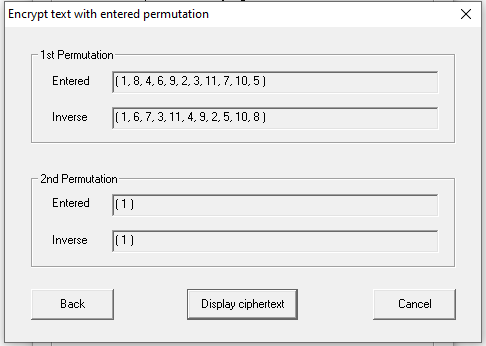 Encrypt text with entered permutation
1st Permutation
Entered ( 1, 8, 4, 6, 9, 2, 3, 11, 7, 10, 5 )
Inverse ( 1, 6, 7, 3, 11, 4, 9, 2, 5, 10, 8 )
2nd Permutation
Entered ( 1 )
Inverse ( 1 )
Back Display ciphertext Cancel